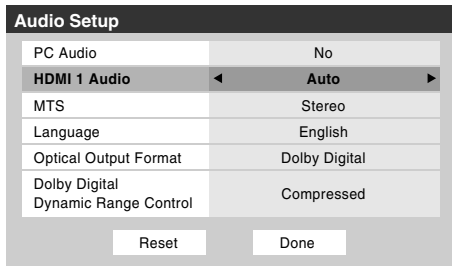 Audio Setup
PC Audio No
HDMI 1 Audio Auto
MTS Stereo
Language English
Optical Output Format Dolby Digital
Dolby Digital
Dynamic Range Control Compressed
Reset Done